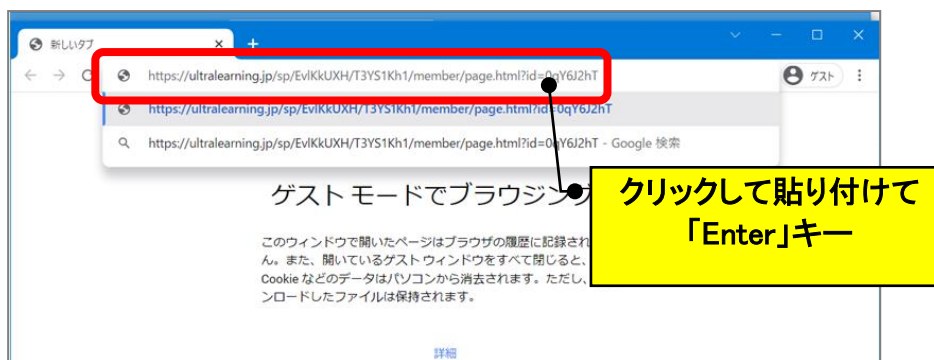 新しいタブ
https://ultralearning.jp/sp/EvlKkUXH/T3YS1Kh1/member/page.html?id=0qY6J2hT
ゲスト
https://ultralearning.jp/sp/EvlKkUXH/T3YS1Kh1/member/page.html?id=0qY6J2hT
https://ultralearning.jp/sp/EvlKkUXH/T3YS1Kh1/member/page.html?id=0qY6J2hT - Google 検索
クリックして貼り付けて
「Enter」キー
ゲスト モードでブラウジング
このウィンドウで開いたページはブラウザの履歴に記録され
ん。また、開いているゲスト ウィンドウをすべて閉じると、
Cookie などのデータはパソコンから消去されます。ただし、
ンロードしたファイルは保持されます。
詳細